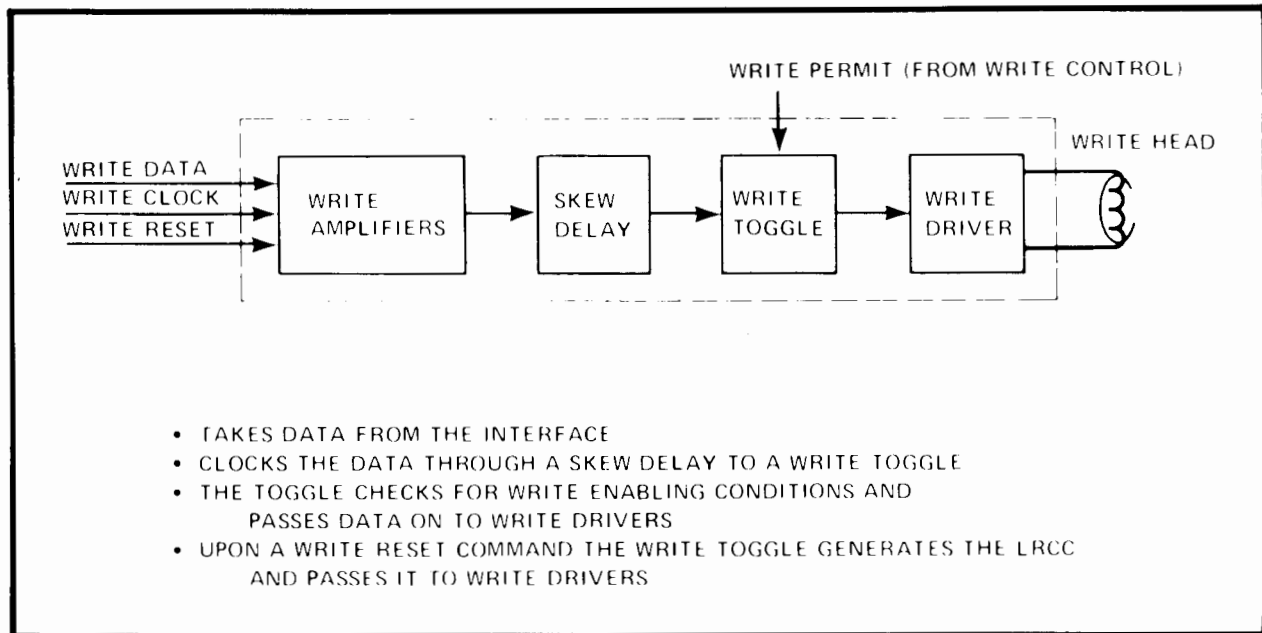 WRITE PERMIT (FROM WRITE CONTROL)
WRITE HEAD
WRITE DATA
WRITE CLOCK
WRITE RESET
WRITE
AMPLIFIERS
SKEW
DELAY
WRITE
TOGGLE
WRITE
DRIVER
• TAKES DATA FROM THE INTERFACE
• CLOCKS THE DATA THROUGH A SKEW DELAY TO A WRITE TOGGLE
• THE TOGGLE CHECKS FOR WRITE ENABLING CONDITIONS AND
PASSES DATA ON TO WRITE DRIVERS
• UPON A WRITE RESET COMMAND THE WRITE TOGGLE GENERATES THE LRCC
AND PASSES IT TO WRITE DRIVERS